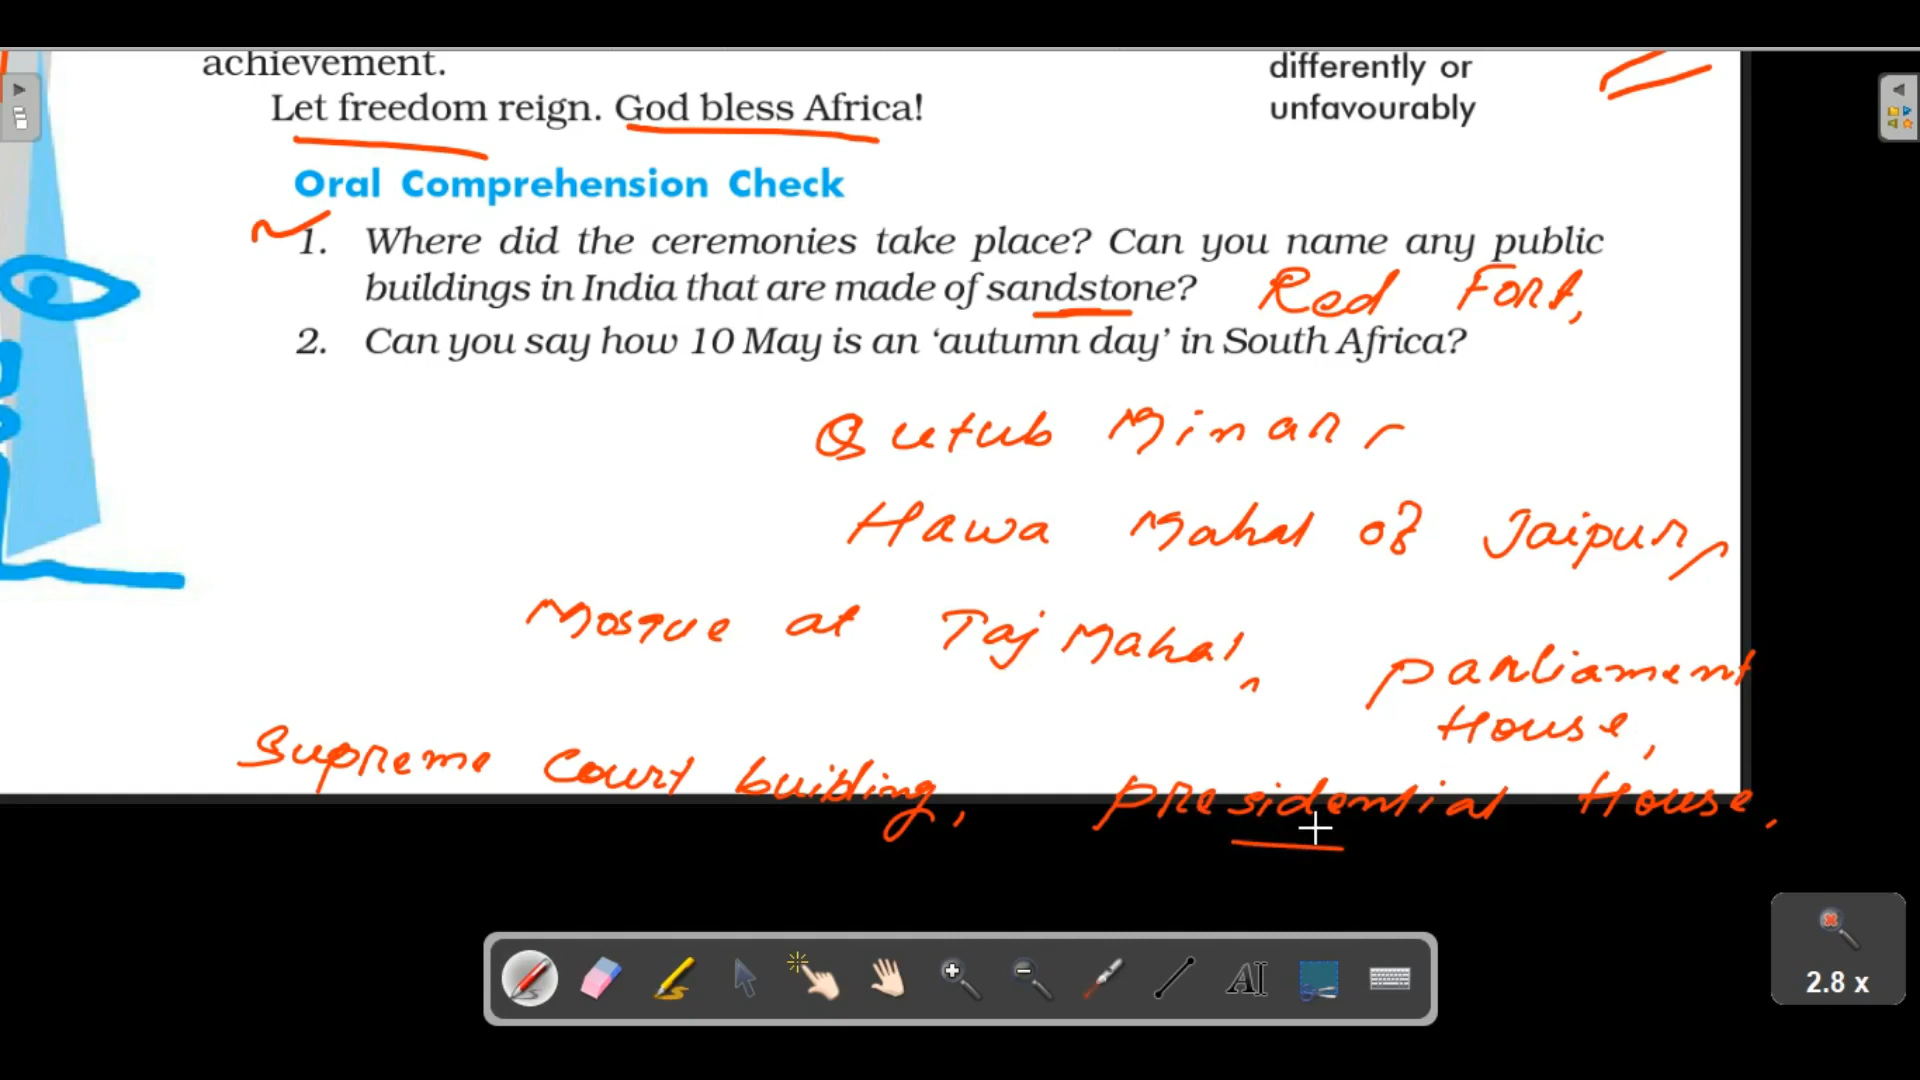 achievement.
differently or
Let freedom reign. God bless Africa!
unfavourably
Oral Comprehension Check
1. Where did the ceremonies take place? Can you name any public
buildings in India that are made of sandstone? Red Fort,
2. Can you say how 10 May is an ‘autumn day’ in South Africa?
Qutub Minar,
Hawa Mahal of Jaipur,
Mosque at Taj Mahal,
Parliament
House,
Supreme Court building, Presidential House,
AI
2.8 x